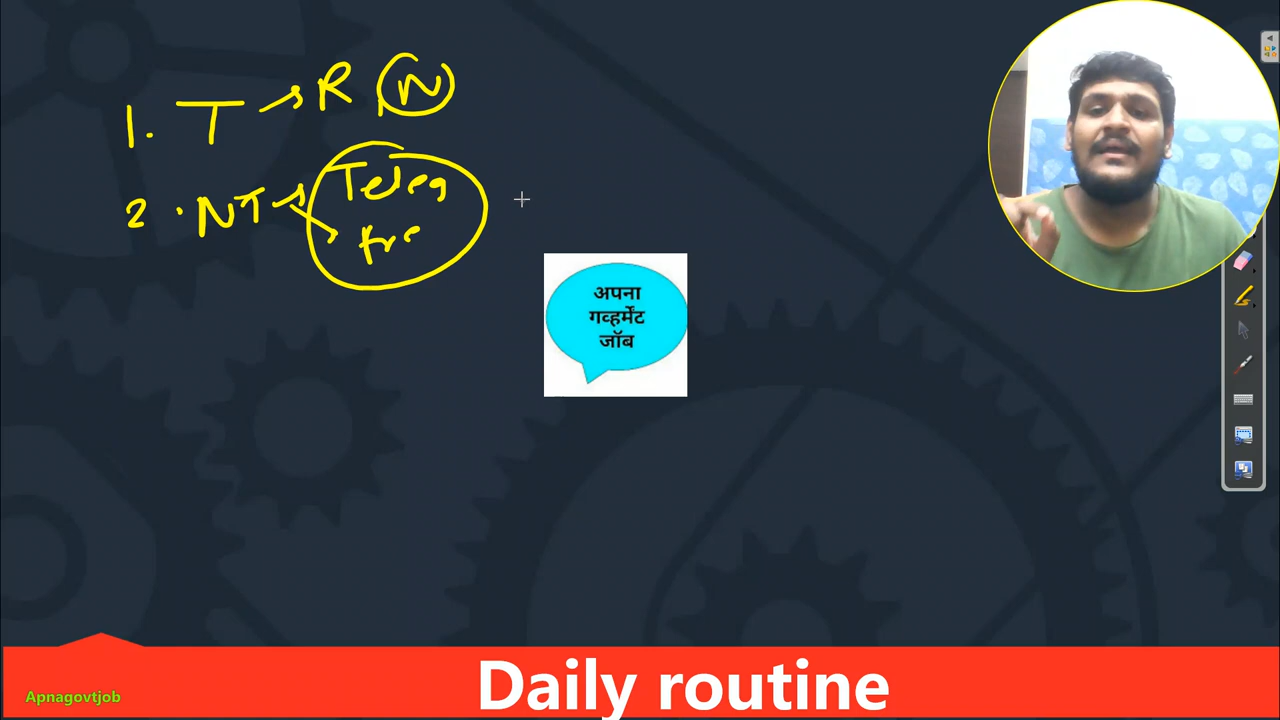 1. T → R N
2. NT → Teleg
fre
अपना
गव्हर्मेंट
जॉब
Daily routine
Apnagovtjob